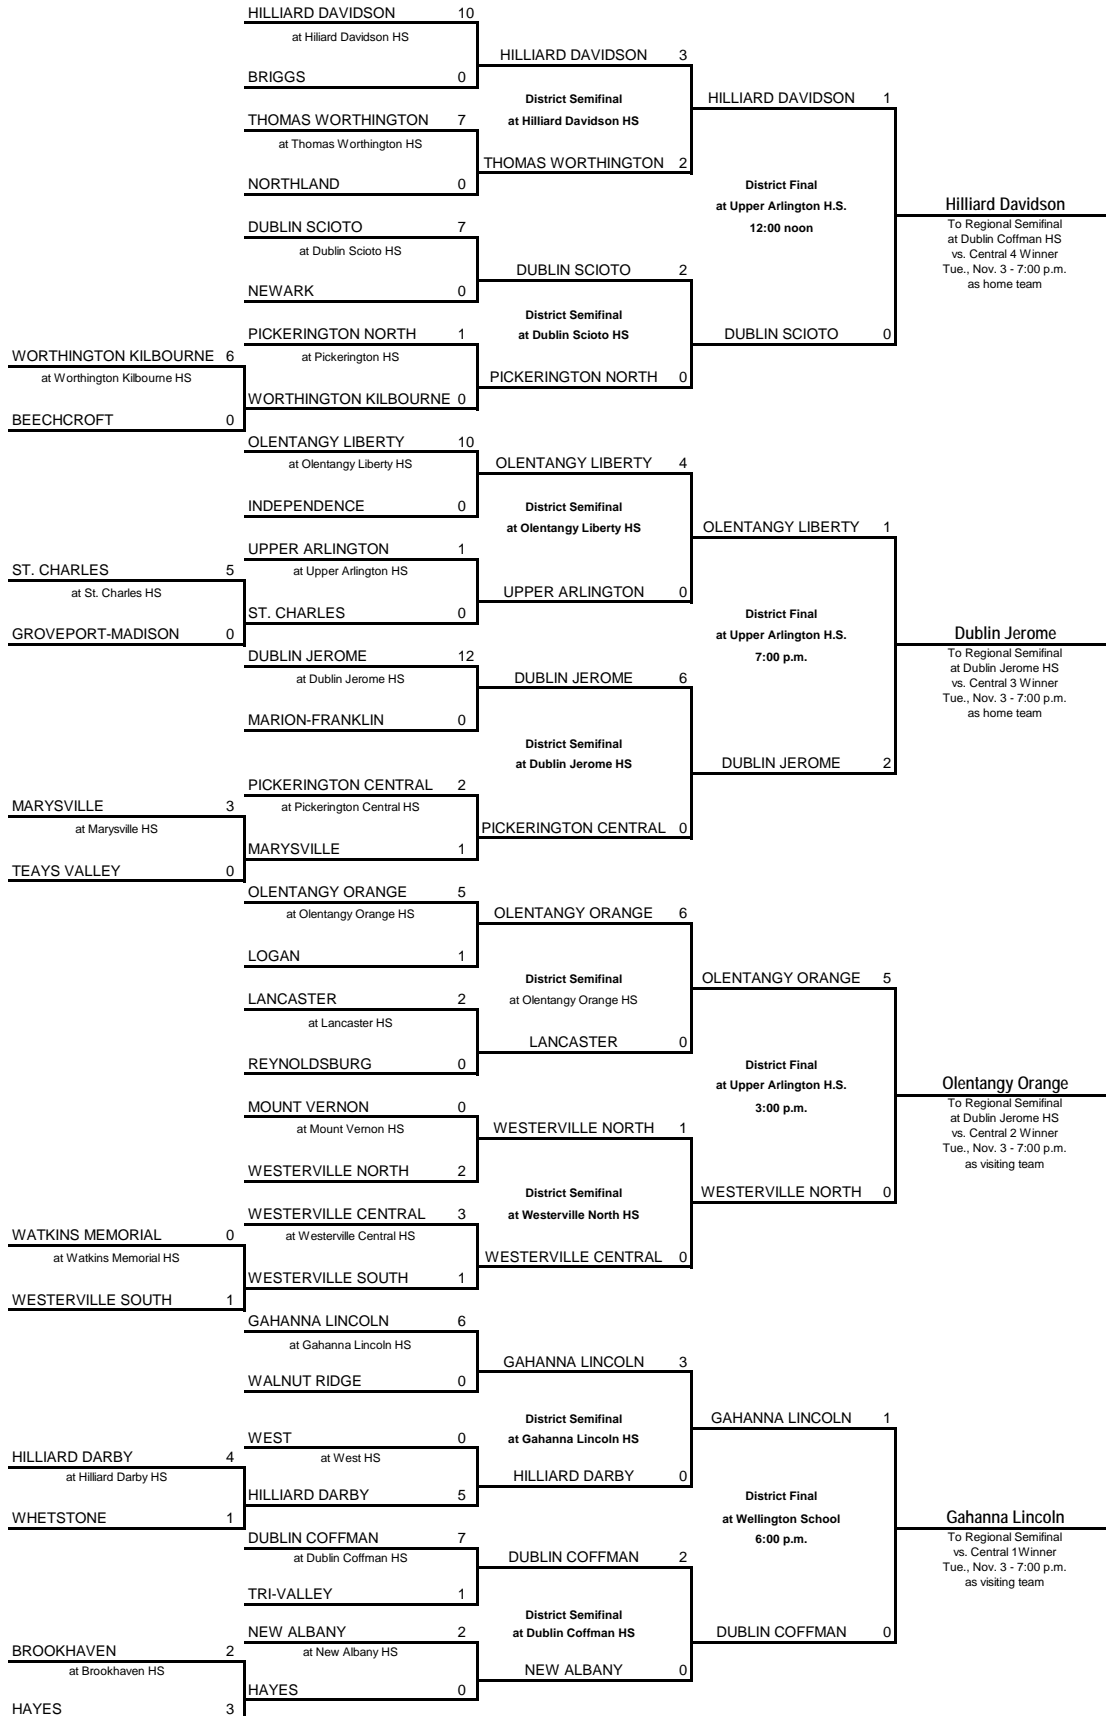 HILLIARD DAVIDSON 10
at Hiliard Davidson HS
HILLIARD DAVIDSON 3
BRIGGS 0
District Semifinal
HILLIARD DAVIDSON 1
THOMAS WORTHINGTON 7
at Hilliard Davidson HS
at Thomas Worthington HS
THOMAS WORTHINGTON 2
NORTHLAND 0
District Final
at Upper Arlington H.S.
Hilliard Davidson
DUBLIN SCIOTO 7
12:00 noon
To Regional Semifinal
at Dublin Coffman HS
vs. Central 4 Winner
Tue., Nov. 3 - 7:00 p.m.
as home team
at Dublin Scioto HS
DUBLIN SCIOTO 2
NEWARK 0
District Semifinal
PICKERINGTON NORTH 1
at Dublin Scioto HS
DUBLIN SCIOTO 0
WORTHINGTON KILBOURNE 6
at Pickerington HS
at Worthington Kilbourne HS
PICKERINGTON NORTH 0
WORTHINGTON KILBOURNE 0
BEECHCROFT 0
OLENTANGY LIBERTY 10
at Olentangy Liberty HS
OLENTANGY LIBERTY 4
INDEPENDENCE 0
District Semifinal
at Olentangy Liberty HS
OLENTANGY LIBERTY 1
UPPER ARLINGTON 1
ST. CHARLES 5
at Upper Arlington HS
at St. Charles HS
UPPER ARLINGTON 0
ST. CHARLES 0
District Final
GROVEPORT-MADISON 0
at Upper Arlington H.S.
Dublin Jerome
DUBLIN JEROME 12
7:00 p.m.
To Regional Semifinal
at Dublin Jerome HS
vs. Central 3 Winner
Tue., Nov. 3 - 7:00 p.m.
as home team
at Dublin Jerome HS
DUBLIN JEROME 6
MARION-FRANKLIN 0
District Semifinal
at Dublin Jerome HS
DUBLIN JEROME 2
PICKERINGTON CENTRAL 2
MARYSVILLE 3
at Pickerington Central HS
at Marysville HS
PICKERINGTON CENTRAL 0
MARYSVILLE 1
TEAYS VALLEY 0
OLENTANGY ORANGE 5
at Olentangy Orange HS
OLENTANGY ORANGE 6
LOGAN 1
District Semifinal
OLENTANGY ORANGE 5
LANCASTER 2
at Olentangy Orange HS
at Lancaster HS
LANCASTER 0
REYNOLDSBURG 0
District Final
at Upper Arlington H.S.
Olentangy Orange
MOUNT VERNON 0
3:00 p.m.
To Regional Semifinal
at Dublin Jerome HS
vs. Central 2 Winner
Tue., Nov. 3 - 7:00 p.m.
as visiting team
at Mount Vernon HS
WESTERVILLE NORTH 1
WESTERVILLE NORTH 2
District Semifinal
WESTERVILLE NORTH 0
WESTERVILLE CENTRAL 3
at Westerville North HS
WATKINS MEMORIAL 0
at Westerville Central HS
at Watkins Memorial HS
WESTERVILLE CENTRAL 0
WESTERVILLE SOUTH 1
WESTERVILLE SOUTH 1
GAHANNA LINCOLN 6
at Gahanna Lincoln HS
GAHANNA LINCOLN 3
WALNUT RIDGE 0
District Semifinal
GAHANNA LINCOLN 1
WEST 0
at Gahanna Lincoln HS
HILLIARD DARBY 4
at West HS
at Hilliard Darby HS
HILLIARD DARBY 0
HILLIARD DARBY 5
District Final
WHETSTONE 1
at Wellington School
Gahanna Lincoln
DUBLIN COFFMAN 7
6:00 p.m.
To Regional Semifinal
vs. Central 1Winner
Tue., Nov. 3 - 7:00 p.m.
as visiting team
at Dublin Coffman HS
DUBLIN COFFMAN 2
TRI-VALLEY 1
District Semifinal
NEW ALBANY 2
at Dublin Coffman HS
DUBLIN COFFMAN 0
BROOKHAVEN 2
at New Albany HS
at Brookhaven HS
NEW ALBANY 0
HAYES 0
HAYES 3